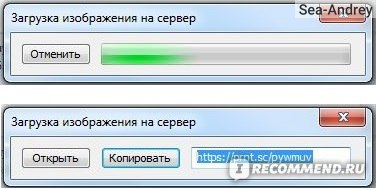 Загрузка изображения на сервер
Sea-Andrey
Отменить
Загрузка изображения на сервер
Открыть
Копировать
https://prnt.sc/pywmuv
IRECOMMEND.RU